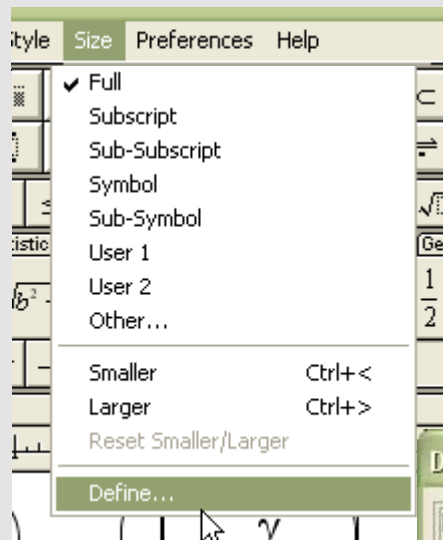 Style Size Preferences Help
Full
Subscript
Sub-Subscript
Symbol
Sub-Symbol
User 1
User 2
Other...
Smaller Ctrl+<
Larger Ctrl+>
Reset Smaller/Larger
Define...
γ